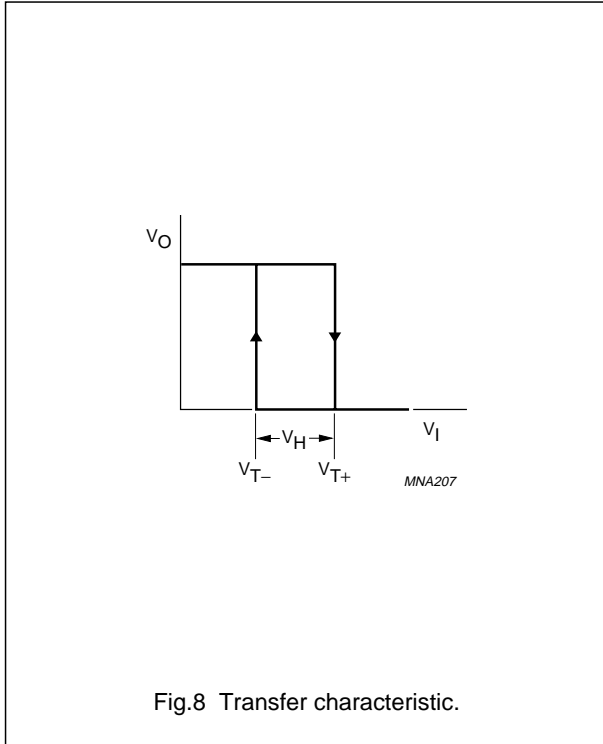 VO
VH
VI
VT−
VT+
MNA207
Fig.8 Transfer characteristic.